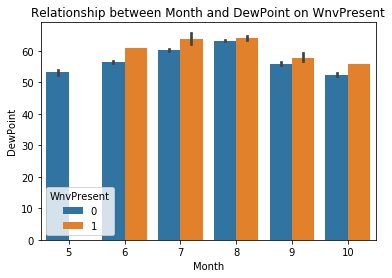 Relationship between Month and DewPoint on WnvPresent
60
50
40
30
20
10
0
DewPoint
WnvPresent
0
1
5 6 7 8 9 10
Month